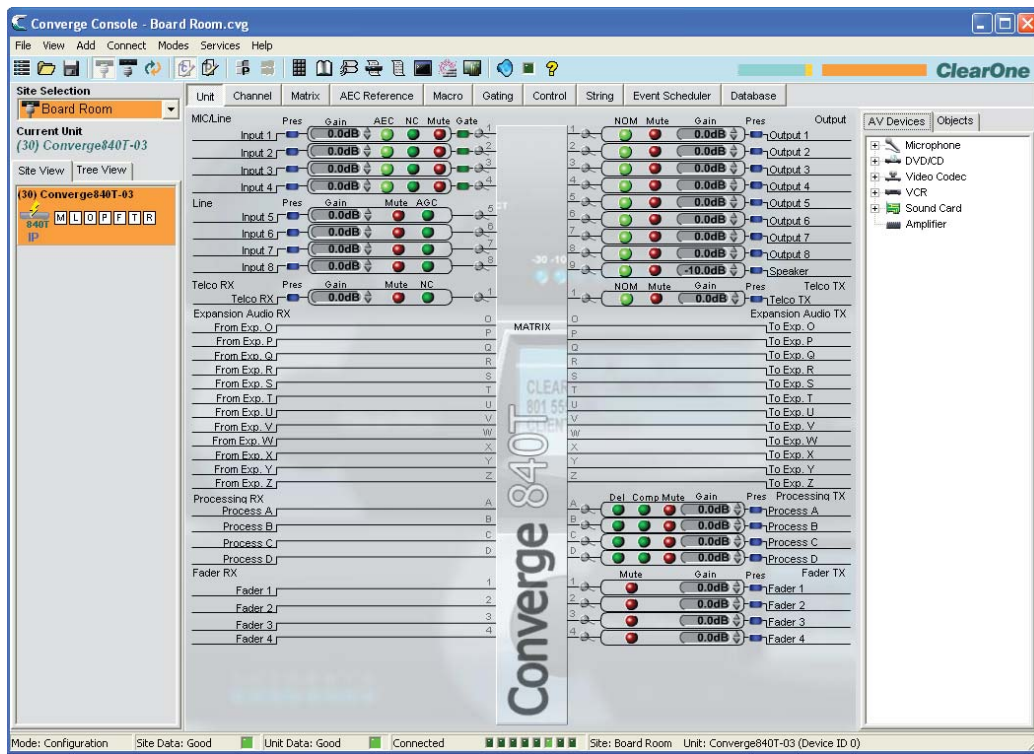 Converge Console - Board Room.cvg
File View Add Connect Modes Services Help
ClearOne
Site Selection
Board Room
Current Unit
(30) Converge840T-03
Site View Tree View
(30) Converge840T-03
840T M L O P F T R
IP
Unit Channel Matrix AEC Reference Macro Gating Control String Event Scheduler Database
MIC/Line Pres Gain AEC NC Mute Gate NOM Mute Gain Pres Output
Input 1 0.0dB 1 1 0.0dB Output 1
Input 2 0.0dB 2 2 0.0dB Output 2
Input 3 0.0dB 3 3 0.0dB Output 3
Input 4 0.0dB 4 4 0.0dB Output 4
Line Pres Gain Mute AGC
Input 5 0.0dB 5 5 0.0dB Output 5
Input 6 0.0dB 6 6 0.0dB Output 6
Input 7 0.0dB 7 7 0.0dB Output 7
Input 8 0.0dB 8 8 0.0dB Output 8
-30 -10
9 -10.0dB Speaker
Telco RX Pres Gain Mute NC NOM Mute Gain Pres Telco TX
Telco RX 0.0dB 1 1 0.0dB Telco TX
Expansion Audio RX Expansion Audio TX
From Exp. O O O To Exp. O
MATRIX
From Exp. P P P To Exp. P
From Exp. Q Q Q To Exp. Q
From Exp. R R R To Exp. R
From Exp. S S S To Exp. S
From Exp. T T T To Exp. T
From Exp. U U U To Exp. U
From Exp. V V V To Exp. V
From Exp. W W W To Exp. W
From Exp. X X X To Exp. X
From Exp. Y Y Y To Exp. Y
From Exp. Z Z Z To Exp. Z
CLEAR
801 55
CLIENT
Converge 840T
Processing RX Del Comp Mute Gain Pres Processing TX
Process A A A 0.0dB Process A
Process B B B 0.0dB Process B
Process C C C 0.0dB Process C
Process D D D 0.0dB Process D
Fader RX Mute Gain Pres Fader TX
Fader 1 1 1 0.0dB Fader 1
Fader 2 2 2 0.0dB Fader 2
Fader 3 3 3 0.0dB Fader 3
Fader 4 4 4 0.0dB Fader 4
AV Devices Objects
Microphone
DVD/CD
Video Codec
VCR
Sound Card
Amplifier
Mode: Configuration Site Data: Good Unit Data: Good Connected Site: Board Room Unit: Converge840T-03 (Device ID 0)